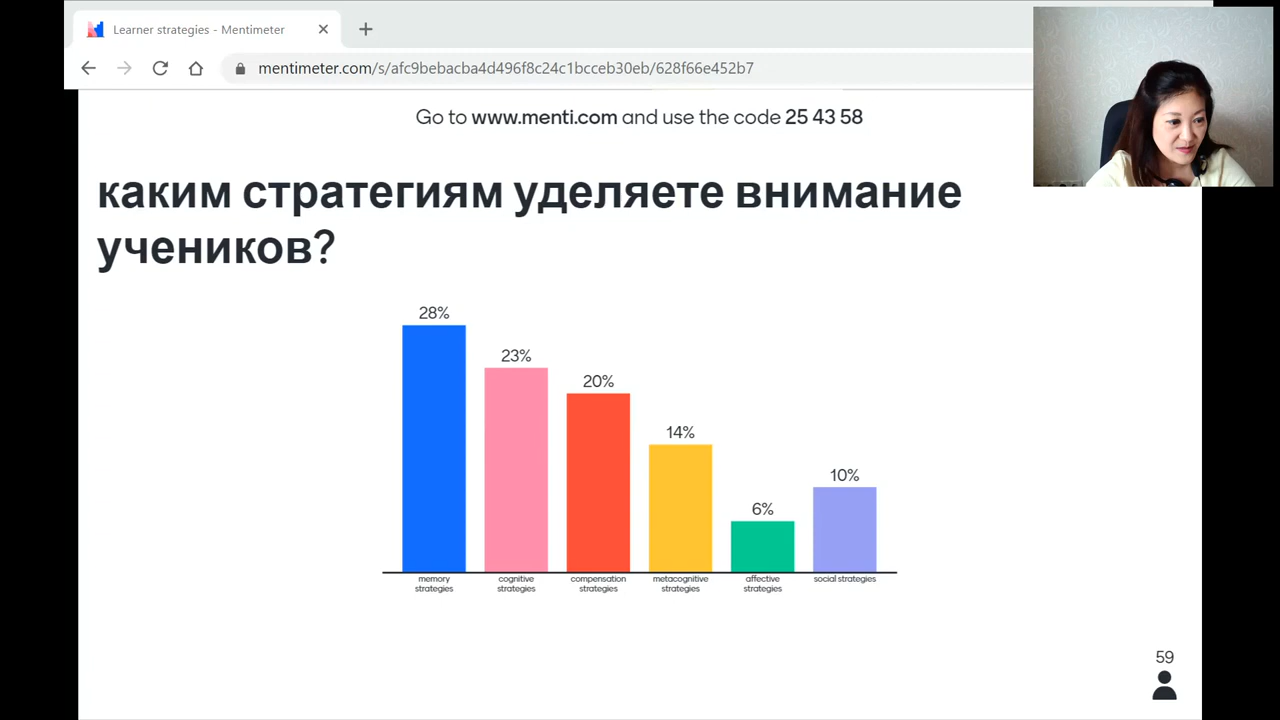 Learner strategies - Mentimeter
mentimeter.com/s/afc9bebacba4d496f8c24c1bcceb30eb/628f66e452b7
Go to www.menti.com and use the code 25 43 58
каким стратегиям уделяете внимание
учеников?
28%
23%
20%
14%
6%
10%
memory
strategies
cognitive
strategies
compensation
strategies
metacognitive
strategies
affective
strategies
social strategies
59